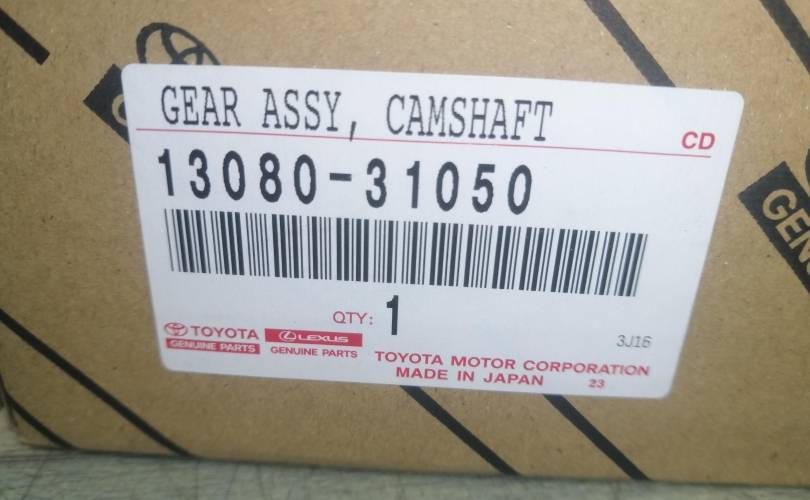 GEAR ASSY, CAMSHAFT
CD
13080-31050
QTY: 1
3J16
TOYOTA
GENUINE PARTS
LEXUS
GENUINE PARTS
TOYOTA MOTOR CORPORATION
MADE IN JAPAN
23